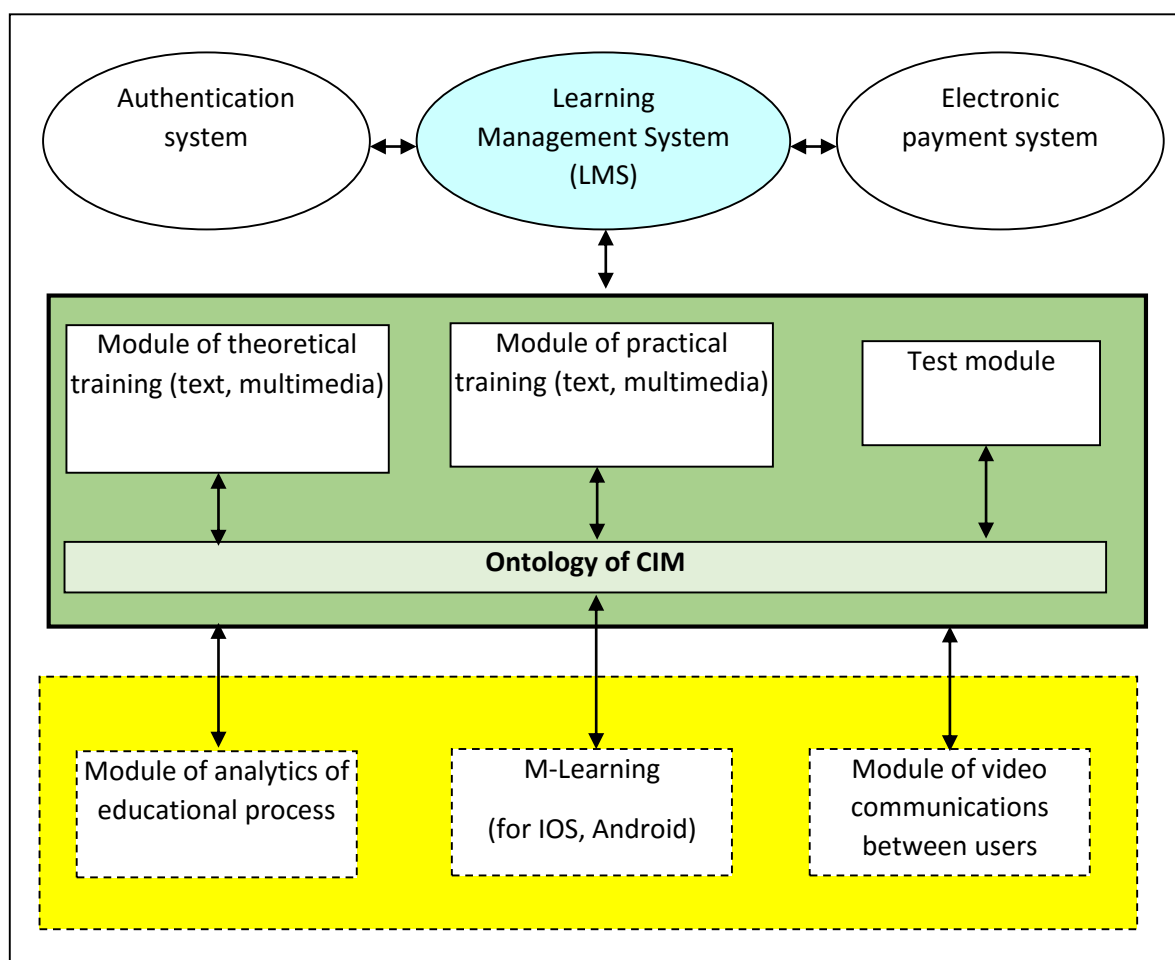 Authentication
system
Learning
Management System
(LMS)
Electronic
payment system
Module of theoretical
training (text, multimedia)
Module of practical
training (text, multimedia)
Test module
Ontology of CIM
Module of analytics of
educational process
M-Learning
(for IOS, Android)
Module of video
communications
between users